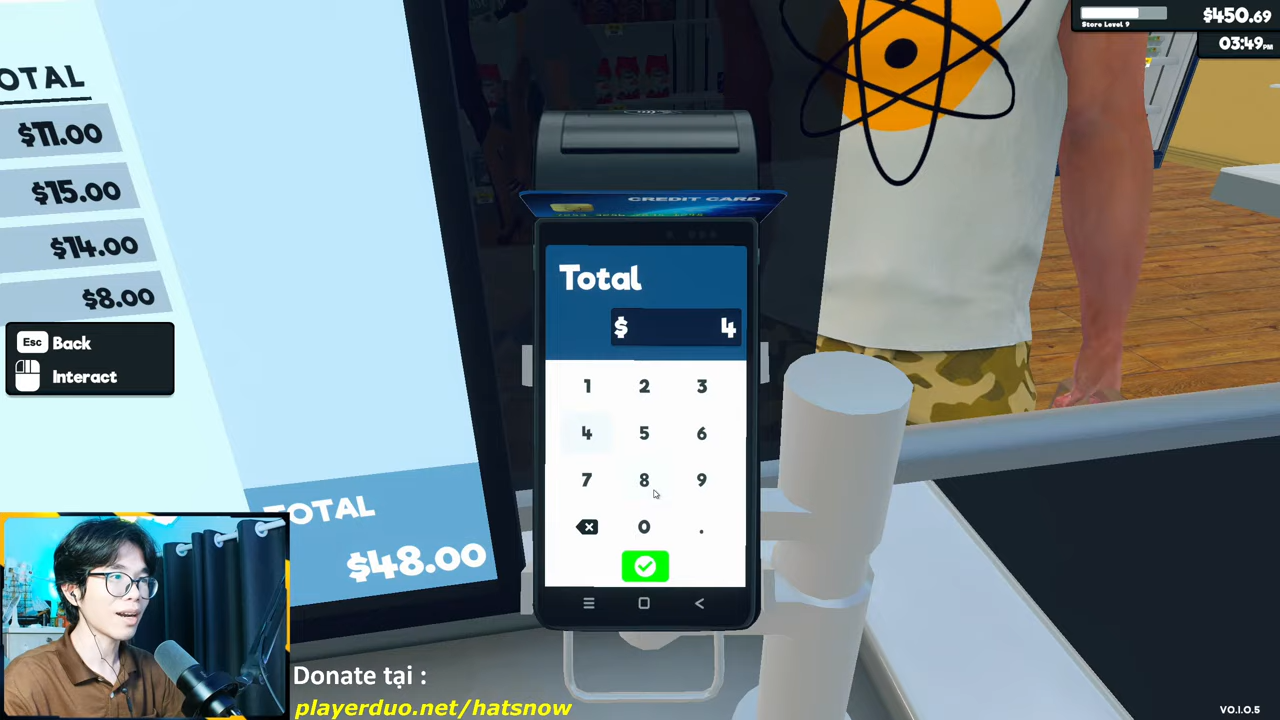 Store Level 9
$450.69
03:49PM
OTAL
$11.00
$15.00
$14.00
$8.00
Esc Back
Interact
TOTAL
$48.00
CREDIT CARD
Total
$ 4
1 2 3
4 5 6
7 8 9
0 .
Donate tại :
playerduo.net/hatsnow
V0.1.0.5